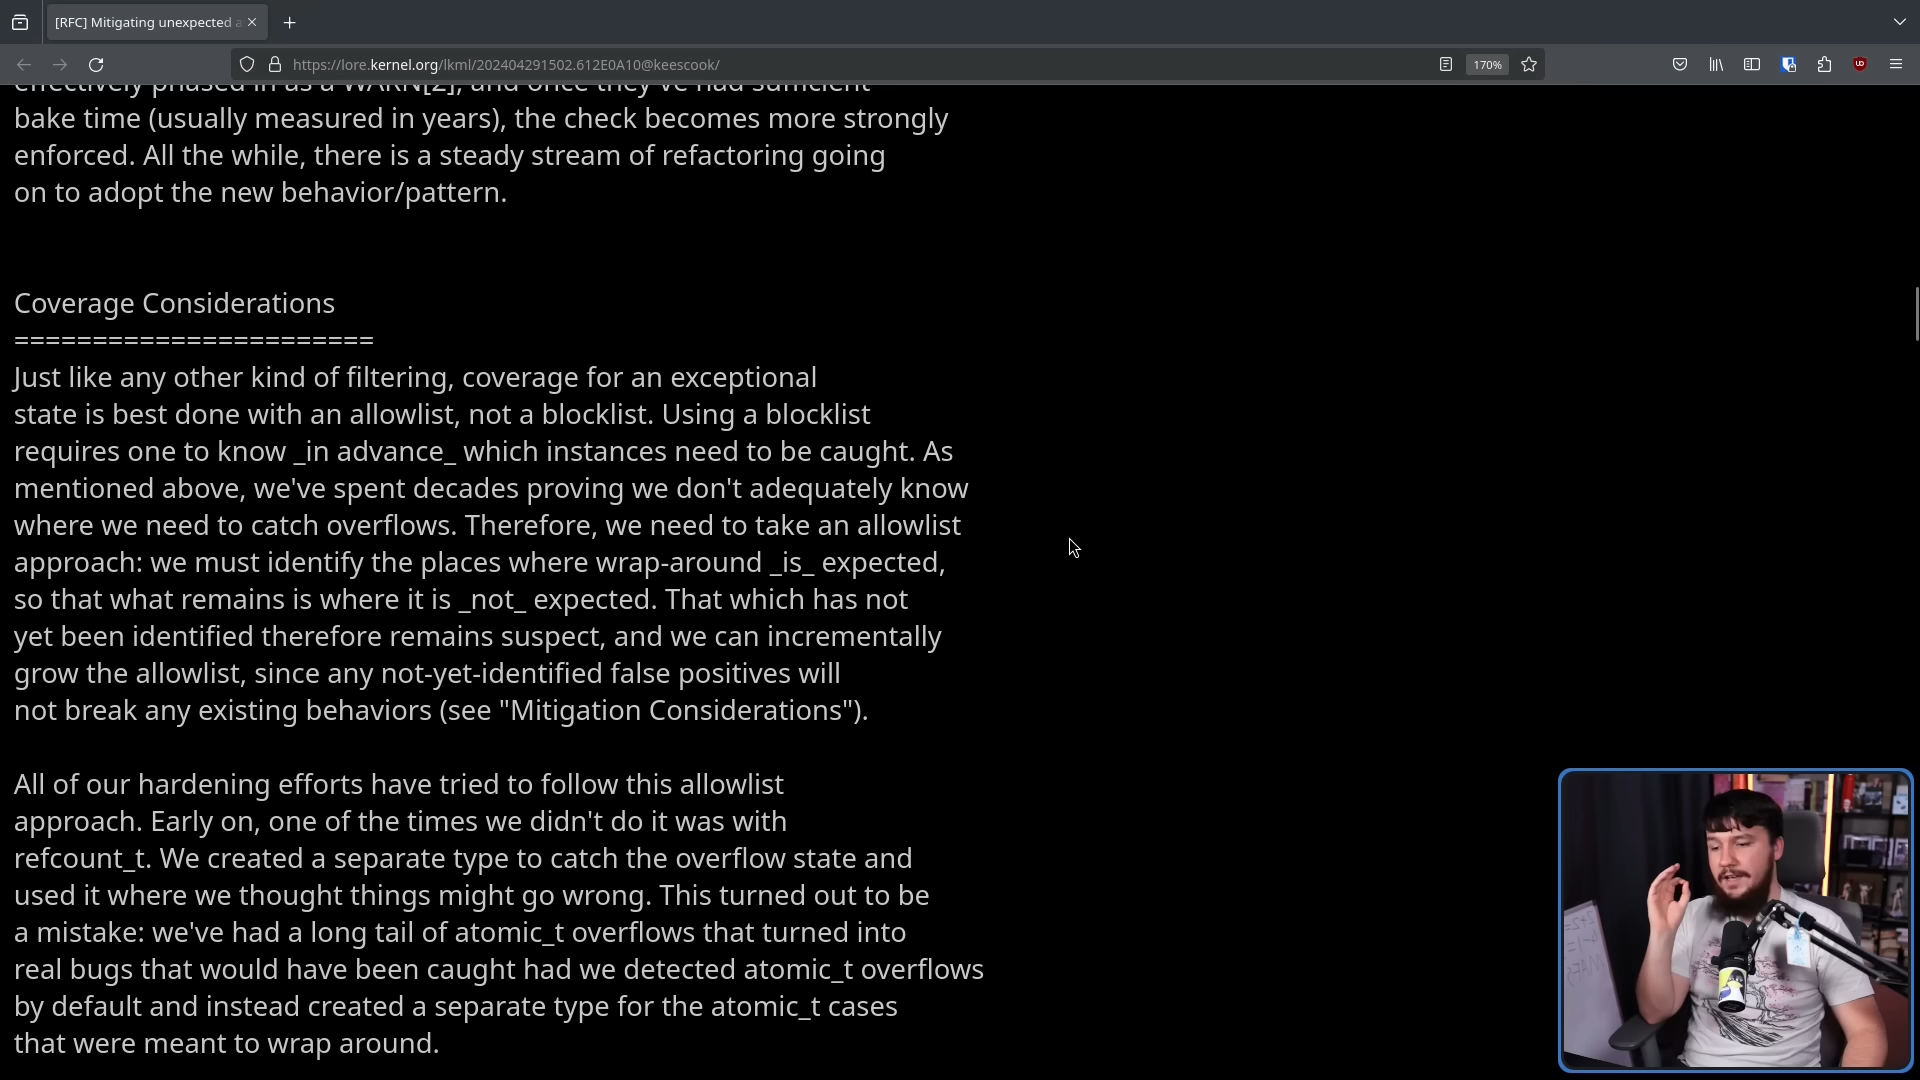 [RFC] Mitigating unexpected a
https://lore.kernel.org/lkml/202404291502.612E0A10@keescook/
170%
effectively phased in as a WARN[2], and once they've had sufficient
bake time (usually measured in years), the check becomes more strongly
enforced. All the while, there is a steady stream of refactoring going
on to adopt the new behavior/pattern.
Coverage Considerations
=======================
Just like any other kind of filtering, coverage for an exceptional
state is best done with an allowlist, not a blocklist. Using a blocklist
requires one to know _in advance_ which instances need to be caught. As
mentioned above, we've spent decades proving we don't adequately know
where we need to catch overflows. Therefore, we need to take an allowlist
approach: we must identify the places where wrap-around _is_ expected,
so that what remains is where it is _not_ expected. That which has not
yet been identified therefore remains suspect, and we can incrementally
grow the allowlist, since any not-yet-identified false positives will
not break any existing behaviors (see "Mitigation Considerations").
All of our hardening efforts have tried to follow this allowlist
approach. Early on, one of the times we didn't do it was with
refcount_t. We created a separate type to catch the overflow state and
used it where we thought things might go wrong. This turned out to be
a mistake: we've had a long tail of atomic_t overflows that turned into
real bugs that would have been caught had we detected atomic_t overflows
by default and instead created a separate type for the atomic_t cases
that were meant to wrap around.